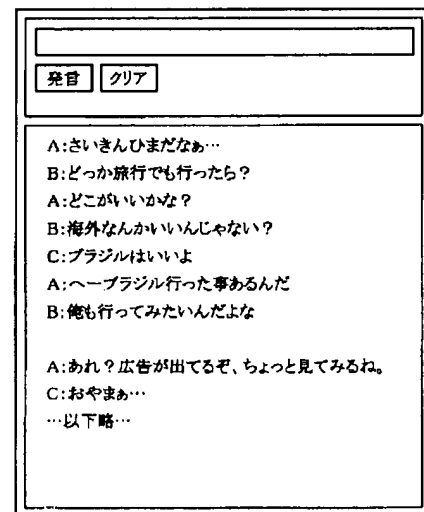 発言 クリア
A:さいきんひまだなぁ…
B:どっか旅行でも行ったら？
A:どこがいいかな？
B:海外なんかいいんじゃない？
C:ブラジルはいいよ
A:へーブラジル行った事あるんだ
B:俺も行ってみたいんだよな
A:あれ？広告が出てるぞ、ちょっと見てみるね。
C:おやまぁ…
…以下略…